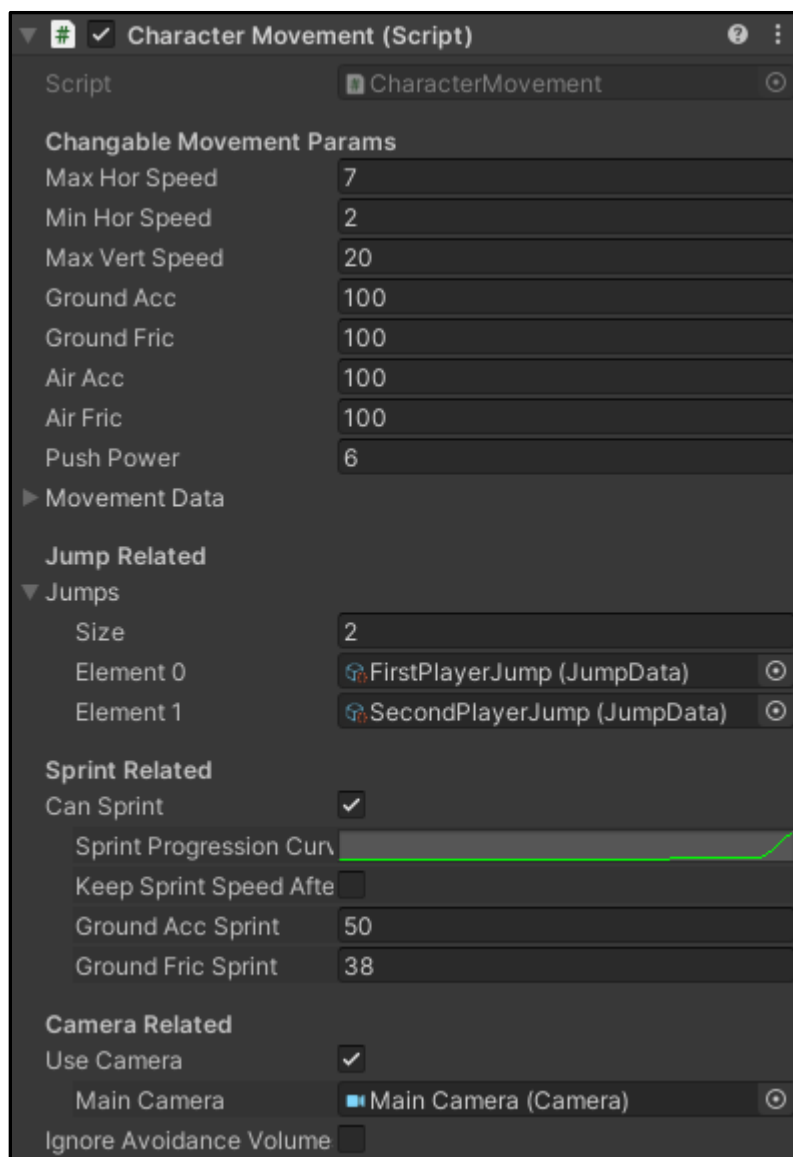 # Character Movement (Script) ?
Script # CharacterMovement
Changable Movement Params
Max Hor Speed 7
Min Hor Speed 2
Max Vert Speed 20
Ground Acc 100
Ground Fric 100
Air Acc 100
Air Fric 100
Push Power 6
Movement Data
Jump Related
Jumps
Size 2
Element 0 FirstPlayerJump (JumpData)
Element 1 SecondPlayerJump (JumpData)
Sprint Related
Can Sprint
Sprint Progression Curv
Keep Sprint Speed Afte
Ground Acc Sprint 50
Ground Fric Sprint 38
Camera Related
Use Camera
Main Camera Main Camera (Camera)
Ignore Avoidance Volume